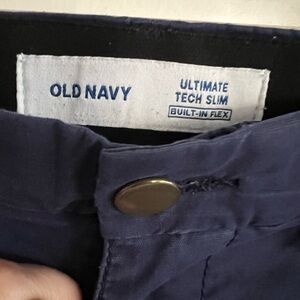 OLD NAVY
ULTIMATE
TECH SLIM
BUILT-IN FLEX